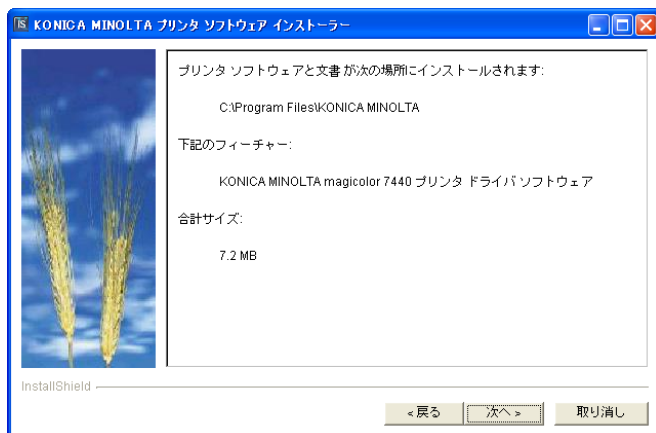 KONICA MINOLTA プリンタ ソフトウェア インストーラー
プリンタ ソフトウェアと文書 が次の場所にインストールされます:
C:\Program Files\KONICA MINOLTA
下記のフィーチャー:
KONICA MINOLTA magicolor 7440 プリンタ ドライバ ソフトウェア
合計サイズ:
7.2 MB
InstallShield
< 戻る 次へ > 取り消し